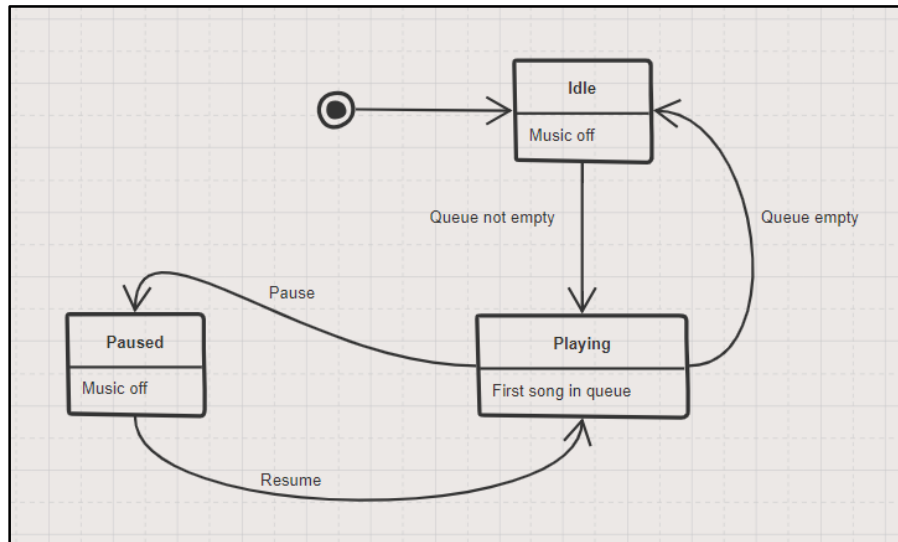 Idle
Music off
Queue not empty
Queue empty
Pause
Paused
Music off
Playing
First song in queue
Resume